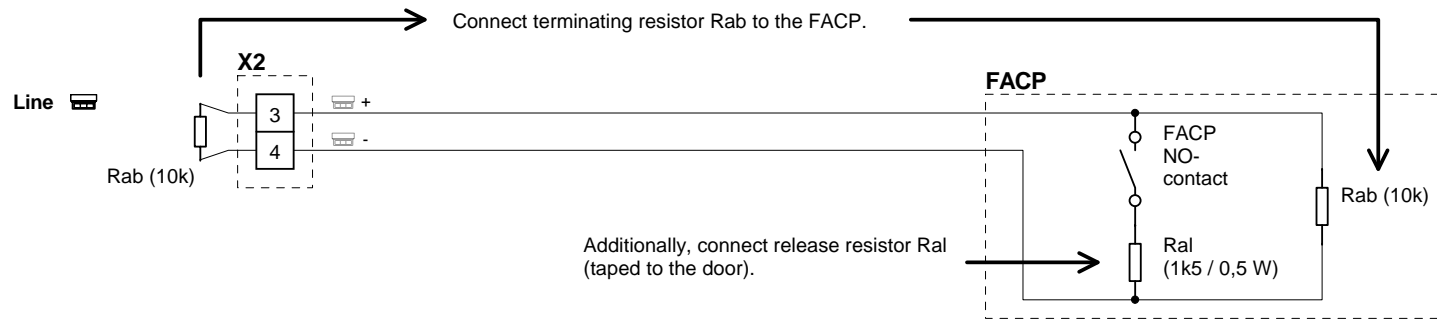 Connect terminating resistor Rab to the FACP.
X2
FACP
Line
3
+
4
-
Rab (10k)
FACP
NO-
contact
Rab (10k)
Additionally, connect release resistor Ral
(taped to the door).
Ral
(1k5 / 0,5 W)